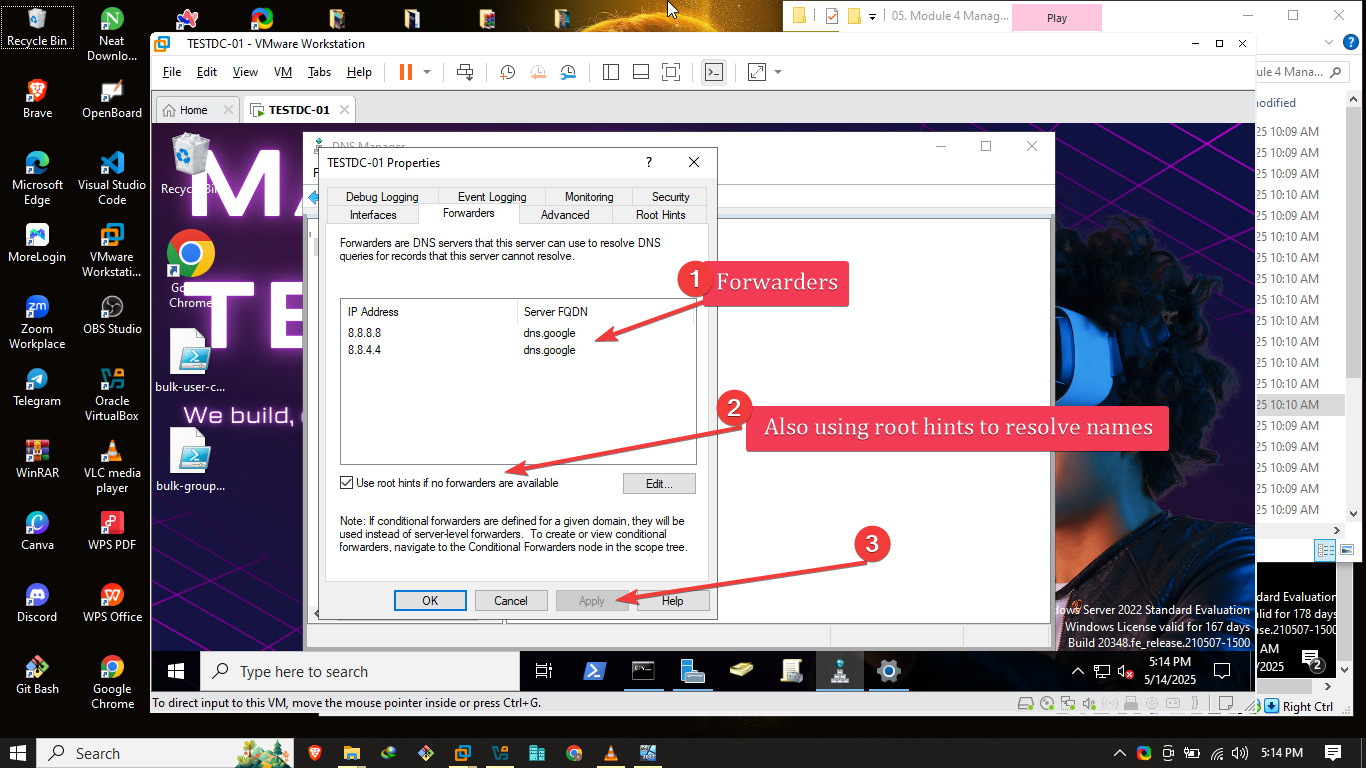 Recycle Bin
Neat
Downlo...
Brave
OpenBoard
Microsoft
Edge
Visual Studio
Code
MoreLogin
VMware
Workstati...
Zoom
Workplace
OBS Studio
Telegram
Oracle
VirtualBox
WinRAR
VLC media
player
Canva
WPS PDF
Discord
WPS Office
Git Bash
Google
Chrome
05. Module 4 Manag...
Play
ule 4 Mana...
odified
25 10:09 AM
25 10:09 AM
25 10:10 AM
25 10:10 AM
25 10:09 AM
25 10:09 AM
25 10:10 AM
25 10:09 AM
25 10:10 AM
25 10:10 AM
25 10:10 AM
25 10:10 AM
25 10:10 AM
25 10:10 AM
25 10:09 AM
25 10:09 AM
25 10:09 AM
25 10:09 AM
25 10:09 AM
TESTDC-01 - VMware Workstation
File Edit View VM Tabs Help
Home
TESTDC-01
DNS Manager
TESTDC-01 Properties
?
Debug Logging Event Logging Monitoring Security
Interfaces Forwarders Advanced Root Hints
Forwarders are DNS servers that this server can use to resolve DNS
queries for records that this server cannot resolve.
IP Address Server FQDN
8.8.8.8 dns.google
8.8.4.4 dns.google
Use root hints if no forwarders are available
Edit...
Note: If conditional forwarders are defined for a given domain, they will be
used instead of server-level forwarders. To create or view conditional
forwarders, navigate to the Conditional Forwarders node in the scope tree.
OK Cancel Apply Help
1 Forwarders
2 Also using root hints to resolve names
3
MA
TE
We build,
Chrome
bulk-user-c...
bulk-group...
dows Server 2022 Standard Evaluation
Windows License valid for 167 days
Build 20348.fe_release.210507-1500
Type here to search
5:14 PM
5/14/2025
To direct input to this VM, move the mouse pointer inside or press Ctrl+G.
tandard Evaluation
lid for 178 days
se.210507-1500
AM
/2025
2
Right Ctrl
Search
5:14 PM